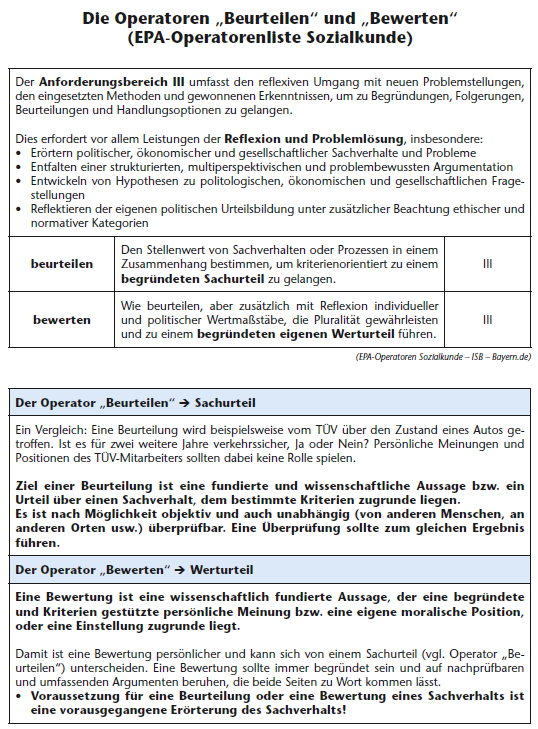 Die Operatoren „Beurteilen“ und „Bewerten“
(EPA-Operatorenliste Sozialkunde)
Der Anforderungsbereich III umfasst den reflexiven Umgang mit neuen Problemstellungen,
den eingesetzten Methoden und gewonnenen Erkenntnissen, um zu Begründungen, Folgerungen,
Beurteilungen und Handlungsoptionen zu gelangen.
Dies erfordert vor allem Leistungen der Reflexion und Problemlösung, insbesondere:
• Erörtern politischer, ökonomischer und gesellschaftlicher Sachverhalte und Probleme
• Entfalten einer strukturierten, multiperspektivischen und problembewussten Argumentation
• Entwickeln von Hypothesen zu politologischen, ökonomischen und gesellschaftlichen Frage-
stellungen
• Reflektieren der eigenen politischen Urteilsbildung unter zusätzlicher Beachtung ethischer und
normativer Kategorien
beurteilen
Den Stellenwert von Sachverhalten oder Prozessen in einem
Zusammenhang bestimmen, um kriterienorientiert zu einem
begründeten Sachurteil zu gelangen.
III
bewerten
Wie beurteilen, aber zusätzlich mit Reflexion individueller
und politischer Wertmaßstäbe, die Pluralität gewährleisten
und zu einem begründeten eigenen Werturteil führen.
III
(EPA-Operatoren Sozialkunde – ISB – Bayern.de)
Der Operator „Beurteilen“ ➔ Sachurteil
Ein Vergleich: Eine Beurteilung wird beispielsweise vom TÜV über den Zustand eines Autos ge-
troffen. Ist es für zwei weitere Jahre verkehrssicher, Ja oder Nein? Persönliche Meinungen und
Positionen des TÜV-Mitarbeiters sollten dabei keine Rolle spielen.
Ziel einer Beurteilung ist eine fundierte und wissenschaftliche Aussage bzw. ein
Urteil über einen Sachverhalt, dem bestimmte Kriterien zugrunde liegen.
Es ist nach Möglichkeit objektiv und auch unabhängig (von anderen Menschen, an
anderen Orten usw.) überprüfbar. Eine Überprüfung sollte zum gleichen Ergebnis
führen.
Der Operator „Bewerten“ ➔ Werturteil
Eine Bewertung ist eine wissenschaftlich fundierte Aussage, der eine begründete
und Kriterien gestützte persönliche Meinung bzw. eine eigene moralische Position,
oder eine Einstellung zugrunde liegt.
Damit ist eine Bewertung persönlicher und kann sich von einem Sachurteil (vgl. Operator „Be-
urteilen“) unterscheiden. Eine Bewertung sollte immer begründet sein und auf nachprüfbaren
und umfassenden Argumenten beruhen, die beide Seiten zu Wort kommen lässt.
• Voraussetzung für eine Beurteilung oder eine Bewertung eines Sachverhalts ist
eine vorausgegangene Erörterung des Sachverhalts!